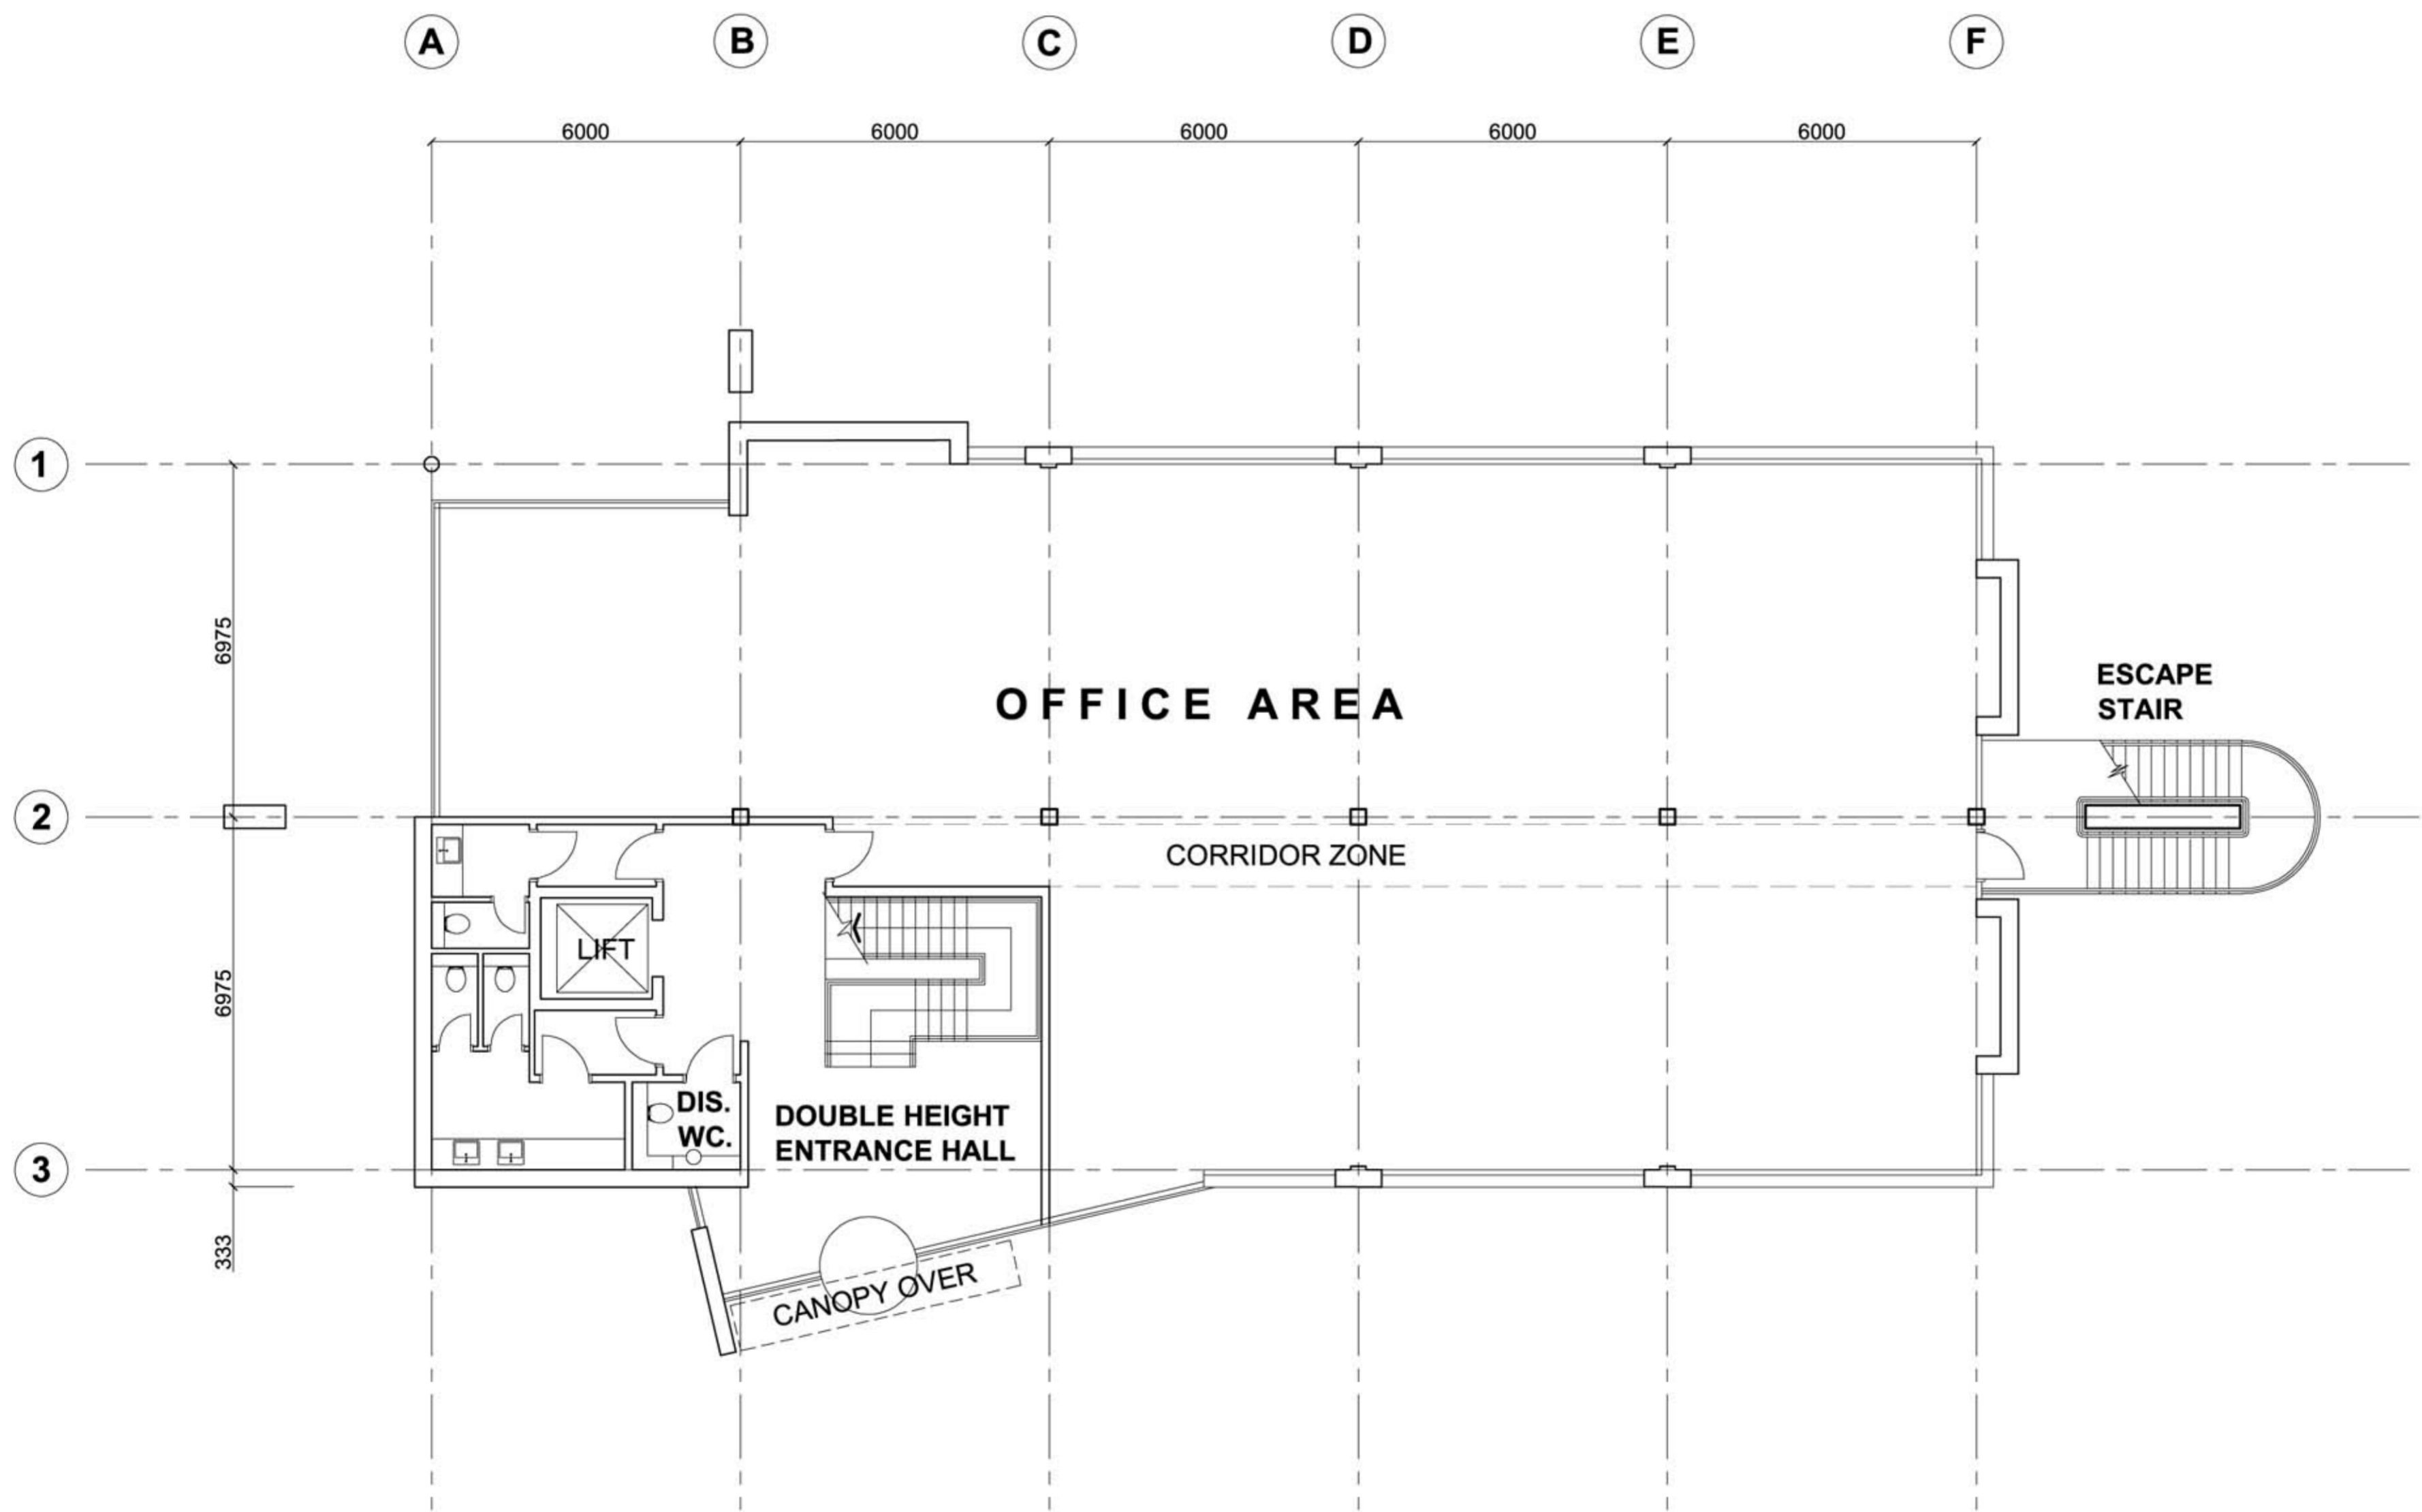 A
B
C
D
E
F
6000
6000
6000
6000
6000
1
6975
OFFICE AREA
ESCAPE
STAIR
2
CORRIDOR ZONE
LIFT
6975
DIS.
WC.
DOUBLE HEIGHT
ENTRANCE HALL
3
333
CANOPY OVER